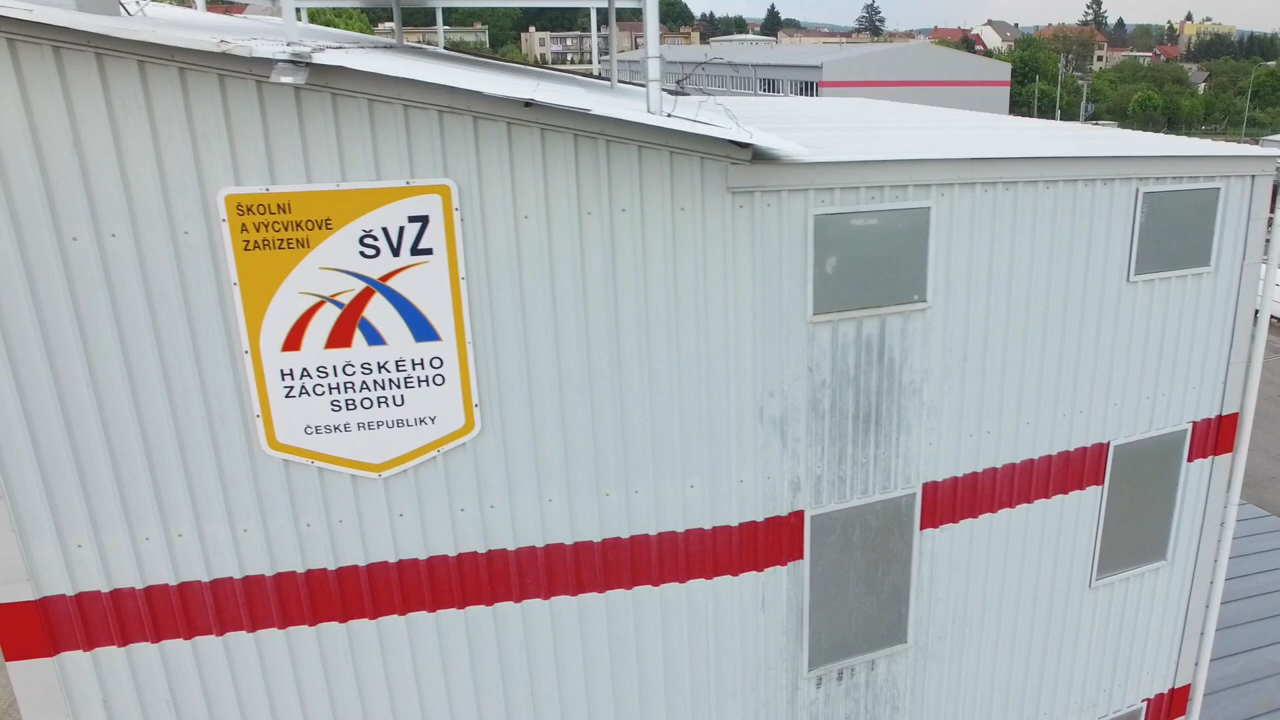 ŠKOLNÍ
A VÝCVIKOVÉ
ZAŘÍZENÍ
ŠVZ
HASIČSKÉHO
ZÁCHRANNÉHO
SBORU
ČESKÉ REPUBLIKY